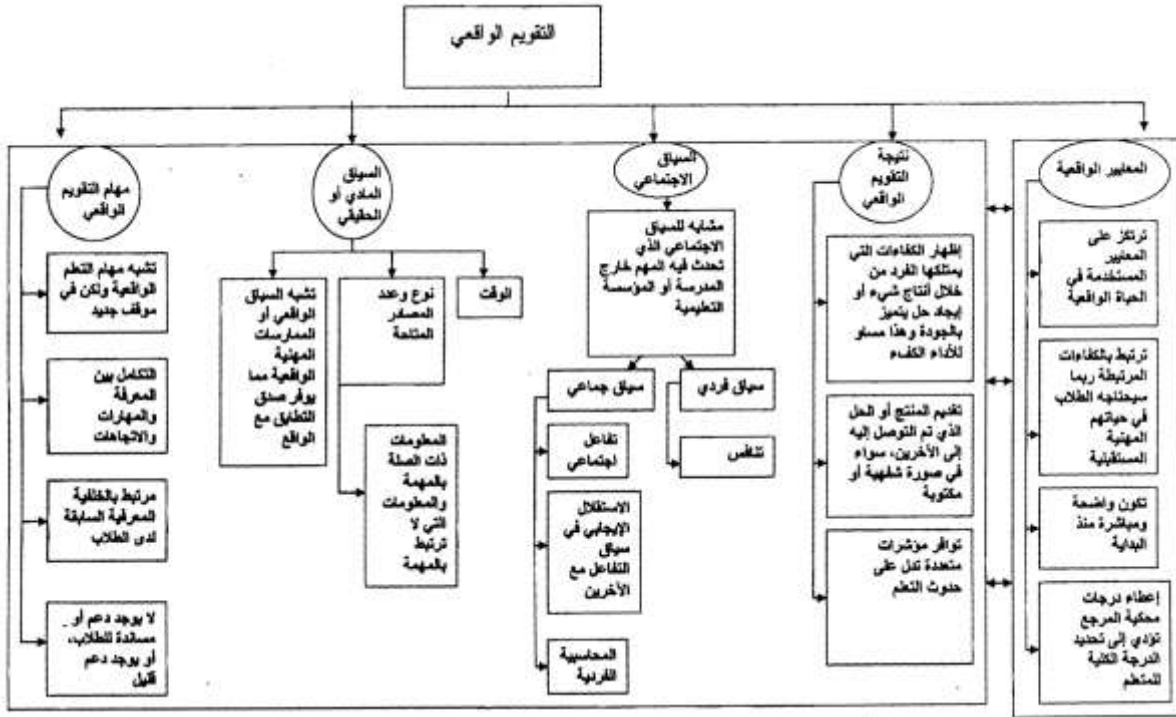 التقويم الواقعي
المعايير الواقعية
ترتكز على
المعايير
المستخدمة في
الحياة الواقعية
ترتبط بالكفاءات
المرتبطة ربما
سيحتاجه الطلاب
في حياتهم
المهنية
المستقبلية
تكون واضحة
ومباشرة منذ
البداية
إعطاء درجات
محكية المرجع
تؤدي إلى تحديد
الدرجة الكلية
للمتعلم
نتيجة
التقويم
الواقعي
إظهار الكفاءات التي
يمتلكها الفرد من
خلال أنتاج شيء أو
إيجاد حل يتميز
بالجودة وهذا مساو
للأداء الكفء
تقديم المنتج أو الحل
الذي تم التوصل إليه
إلى الأخرين، سواء
في صورة شفهية أو
مكتوبة
توافر مؤشرات
متعددة تدل على
حدوث التعلم
السياق
الاجتماعي
مشابه للسياق
الاجتماعي الذي
تحدث فيه المهم خارج
المدرسة أو المؤسسة
التعليمية
سياق فردي
تنافس
سياق جماعي
تفاعل
اجتماعي
الاستقلال
الإيجابي في
سياق
التفاعل مع
الأخرين
المحاسبية
الفردية
السياق
المادي أو
الحقيقي
الوقت
نوع وعدد
المصادر
المتاحة
المعلومات
ذات الصلة
بالمهمة
والمعلومات
التي لا
ترتبط
بالمهمة
تشبه السياق
الواقعي أو
الممارسات
المهنية
الواقعية مما
يوفر صدق
التطابق مع
الواقع
مهام التقويم
الواقعي
تشبه مهام التعلم
الواقعية ولكن في
موقف جديد
التكامل بين
المعرفة
والمهارات
والاتجاهات
مرتبط بالخلفية
المعرفية السابقة
لدى الطلاب
لا يوجد دعم أو
مساندة للطلاب،
أو يوجد دعم
قليل